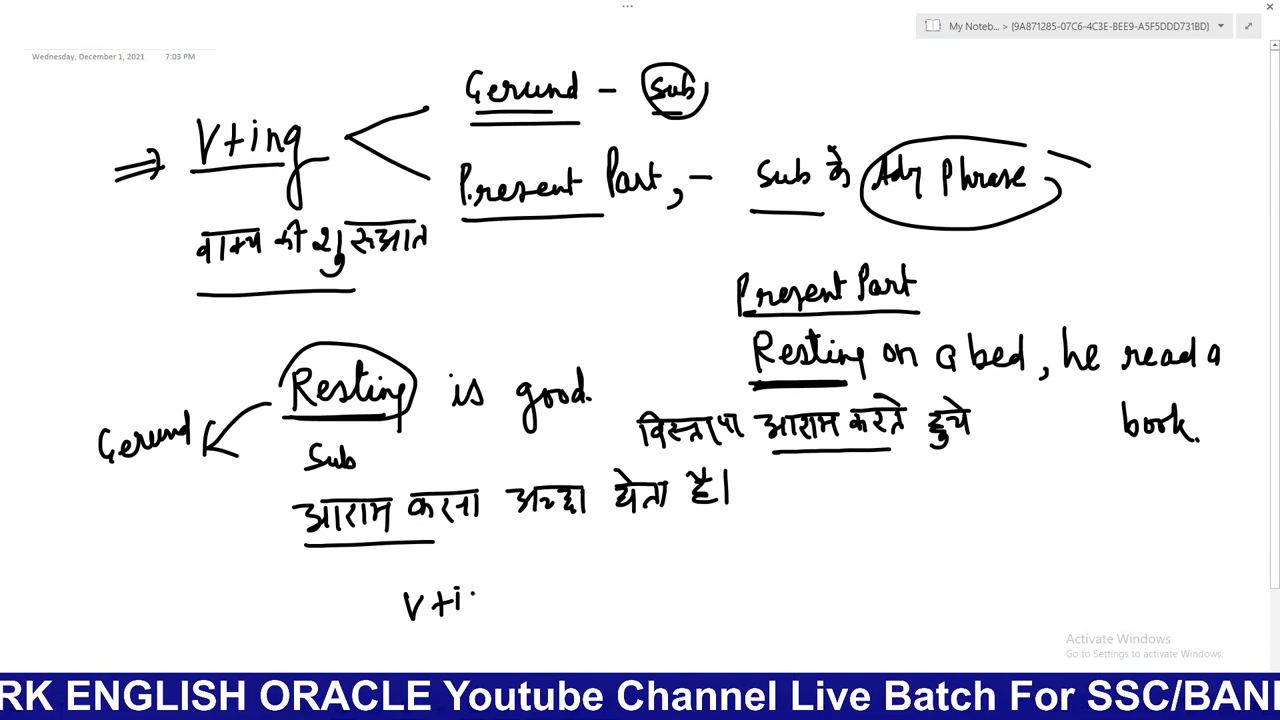 ...
My Noteb... > {9A871285-07C6-4C3E-BEE9-A5F5DDD731BD}
Wednesday, December 1, 2021 7:03 PM
Gerund - Sub
⇒ V+ing
Present Part, - Sub के Adj Phrase,
वाक्य की शुरूआत
Present Part
Resting on a bed, he read a book.
Resting is good.
बिस्तर पर आराम करते हुये
Gerund
Sub
आराम करना अच्छा होता है।
V+i
Activate Windows
Go to Settings to activate Windows.
RK ENGLISH ORACLE Youtube Channel Live Batch For SSC/BANI